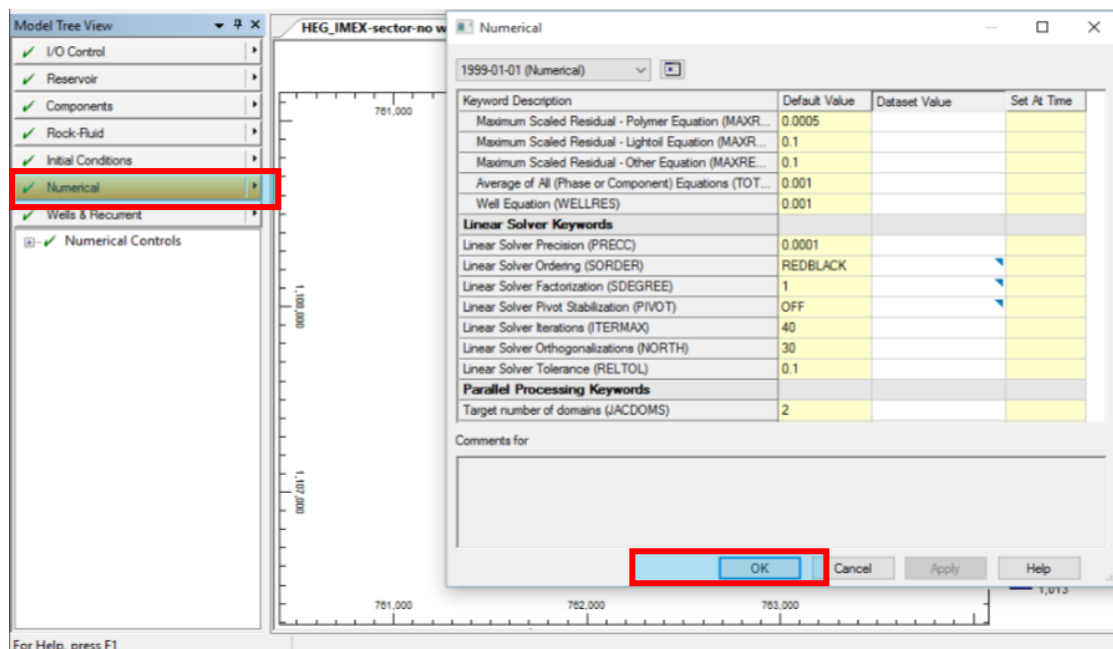 Model Tree View
I/O Control
Reservoir
Components
Rock-Fluid
Initial Conditions
Numerical
Wells & Recurrent
Numerical Controls
HEG_IMEX-sector-no w
761,000
1,108,000
1,107,000
761,000 762,000 763,000
1,013
Numerical
1999-01-01 (Numerical)
Keyword Description Default Value Dataset Value Set At Time
Maximum Scaled Residual - Polymer Equation (MAXR... 0.0005
Maximum Scaled Residual - Lightoil Equation (MAXR... 0.1
Maximum Scaled Residual - Other Equation (MAXRE... 0.1
Average of All (Phase or Component) Equations (TOT... 0.001
Well Equation (WELLRES) 0.001
Linear Solver Keywords
Linear Solver Precision (PRECC) 0.0001
Linear Solver Ordering (SORDER) REDBLACK
Linear Solver Factorization (SDEGREE) 1
Linear Solver Pivot Stabilization (PIVOT) OFF
Linear Solver Iterations (ITERMAX) 40
Linear Solver Orthogonalizations (NORTH) 30
Linear Solver Tolerance (RELTOL) 0.1
Parallel Processing Keywords
Target number of domains (JACDOMS) 2
Comments for
OK Cancel Apply Help
For Help, press F1